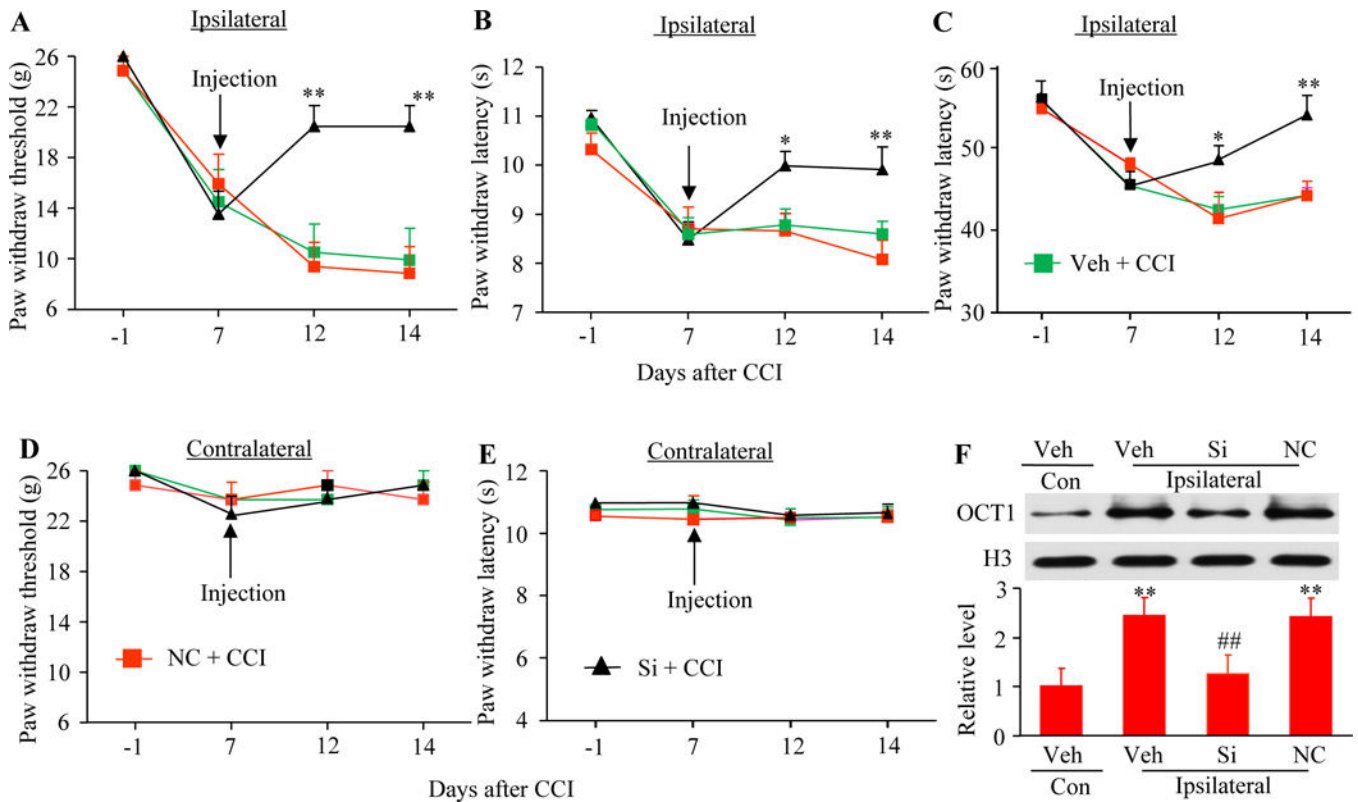 A
Ipsilateral
Paw withdraw threshold (g)
26
22
18
14
10
6
Injection
**
**
-1
7
12
14
B
Ipsilateral
Paw withdraw latency (s)
12
11
10
9
8
7
Injection
*
**
-1
7
12
14
C
Ipsilateral
Paw withdraw latency (s)
60
50
40
30
Injection
*
**
Veh + CCI
-1
7
12
14
Days after CCI
D
Contralateral
Paw withdraw threshold (g)
26
22
18
14
10
6
Injection
NC + CCI
-1
7
12
14
E
Contralateral
Paw withdraw latency (s)
12
10
8
6
4
Injection
Si + CCI
-1
7
12
14
Days after CCI
F
Veh Veh Si NC
Con Ipsilateral
OCT1
H3
Relative level
3
2
1
0
**
##
**
Veh Veh Si NC
Con Ipsilateral